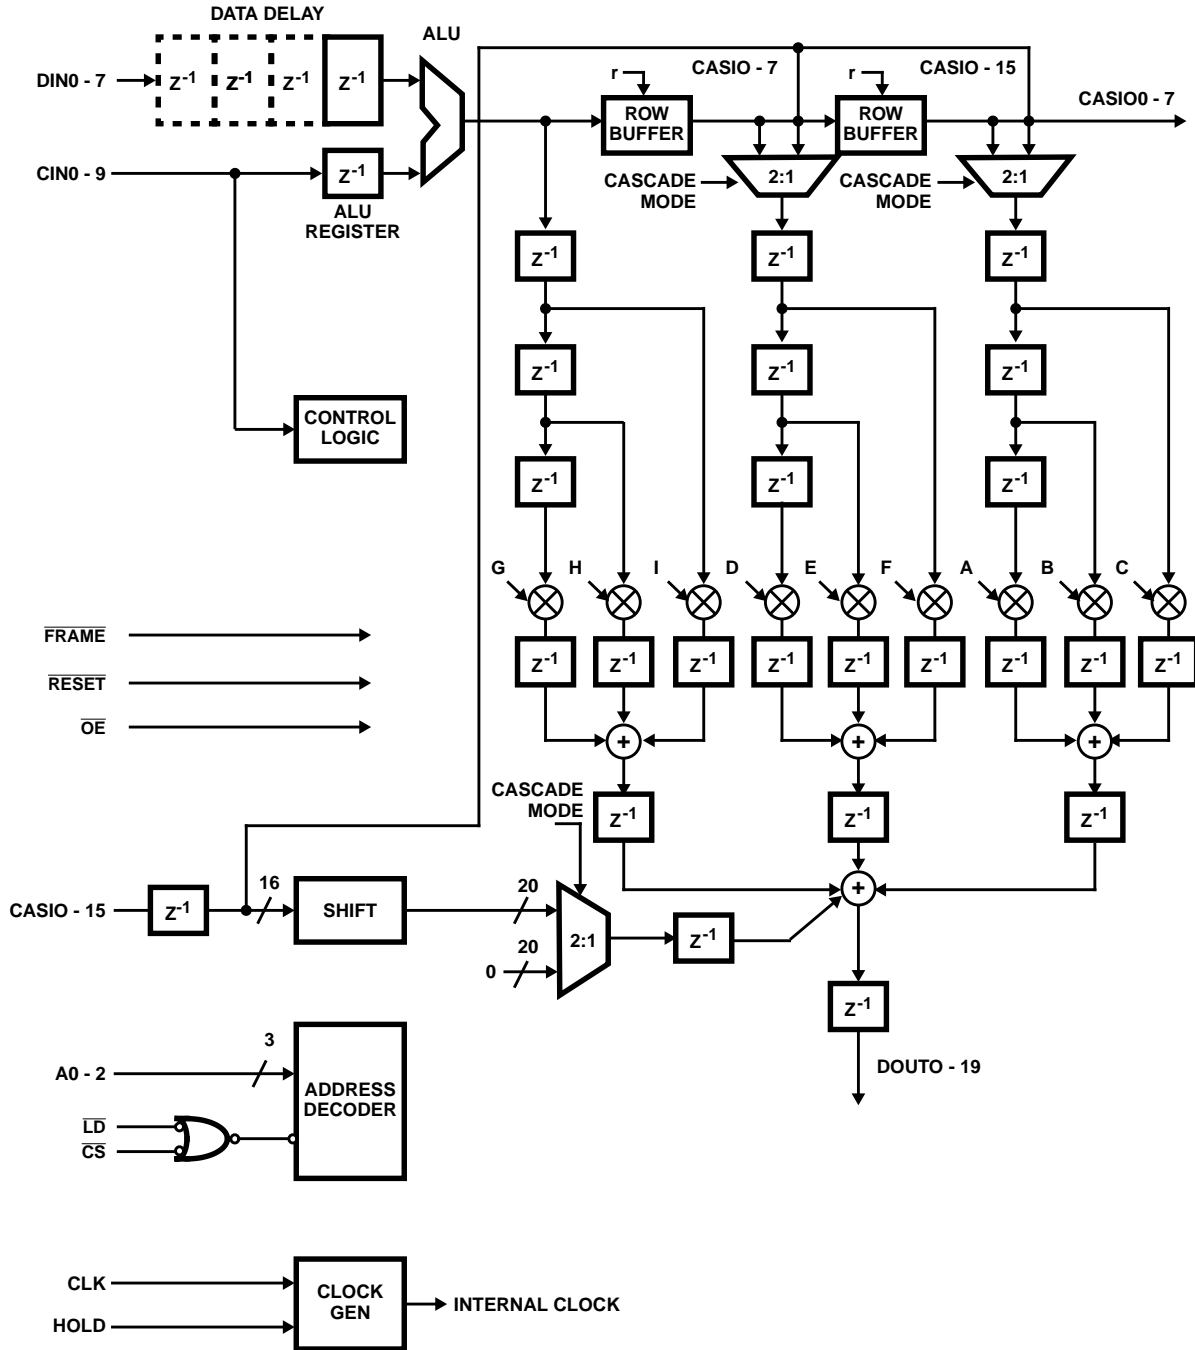 DATA DELAY
ALU
DIN0 - 7
Z-1
Z-1
Z-1
Z-1
CASIO - 7
CASIO - 15
r
ROW
BUFFER
r
ROW
BUFFER
CASIO0 - 7
CIN0 - 9
Z-1
ALU
REGISTER
CASCADE
MODE
2:1
CASCADE
MODE
2:1
Z-1
Z-1
Z-1
Z-1
Z-1
Z-1
CONTROL
LOGIC
Z-1
Z-1
Z-1
G
H
I
D
E
F
A
B
C
FRAME
RESET
OE
Z-1
Z-1
Z-1
Z-1
Z-1
Z-1
Z-1
Z-1
Z-1
+
+
+
CASCADE
MODE
Z-1
Z-1
Z-1
CASIO - 15
Z-1
16
SHIFT
20
20
0
2:1
Z-1
+
Z-1
DOUTO - 19
A0 - 2
3
ADDRESS
DECODER
LD
CS
CLK
HOLD
CLOCK
GEN
INTERNAL CLOCK